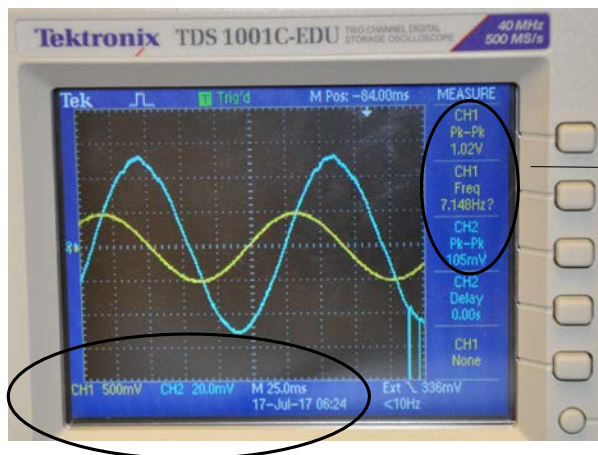 Tektronix TDS 1001C-EDU TWO CHANNEL DIGITAL STORAGE OSCILLOSCOPE 40 MHz 500 MS/s
Tek T Trig'd M Pos: -84.00ms MEASURE
CH1
Pk-Pk
1.02V
CH1
Freq
7.148Hz?
CH2
Pk-Pk
105mV
CH2
Delay
0.00s
CH1
None
CH1 500mV CH2 20.0mV M 25.0ms Ext 336mV
17-Jul-17 06:24 <10Hz